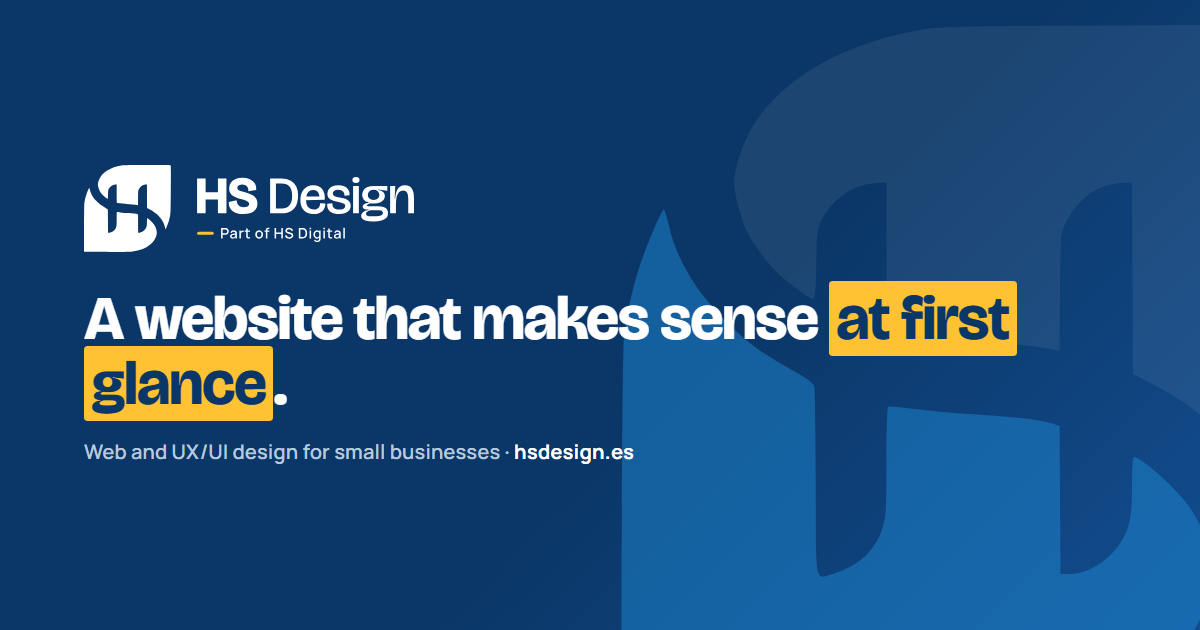 HS Design
Part of HS Digital
A website that makes sense at first
glance.
Web and UX/UI design for small businesses · hsdesign.es